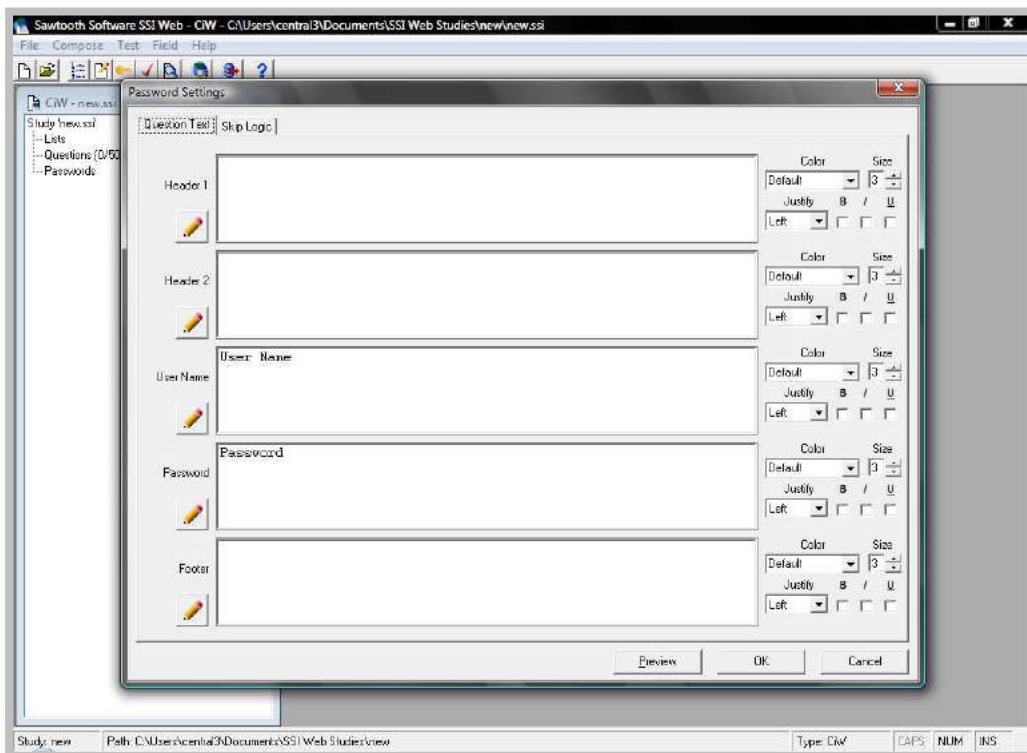 Sawtooth Software SSI Web - CiW - C:\Users\central3\Documents\SSI Web Studies\new\new.ssi
File Compose Test Field Help
CiW - new.ssi
Password Settings
Study 'new.ssi'
Lists
Questions (0/50
Passwords
Question Text Skip Logic
Header 1
Color Size
Default 3
Justify B I U
Left
Header 2
Color Size
Default 3
Justify B I U
Left
User Name
User Name
Color Size
Default 3
Justify B I U
Left
Password
Password
Color Size
Default 3
Justify B I U
Left
Footer
Color Size
Default 3
Justify B I U
Left
Preview OK Cancel
Study: new Path: C:\Users\central3\Documents\SSI Web Studies\new Type: CiW CAPS NUM INS